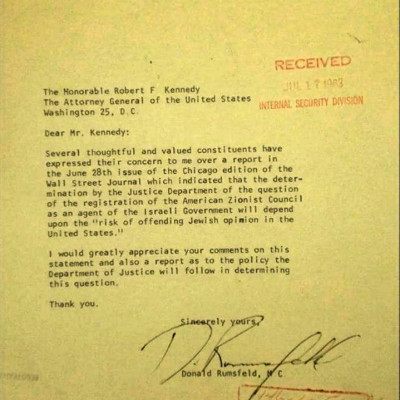 RECEIVED
JUL 17 1963
INTERNAL SECURITY DIVISION
The Monorable Robert F Kennedy
The Attorney General of the United States
Washington 25, D.C.
Dear Mr. Kennedy:
Several thoughtful and valued constituents have
expressed their concern to me over a report in
the June 28th issue of the Chicago edition of the
Wall Street Journal which indicated that the deter-
mination by the Justice Department of the question
of the registration of the American Zionist Council
as an agent of the Israeli Government will depend
upon the "risk of offending Jewish opinion in the
United States."
I would greatly appreciate your comments on this
statement and also a report as to the policy the
Department of Justice will follow in determining
this question.
Thank you.
Sincerely yours,
D. Rumsfeld
Donald Rumsfeld, M C